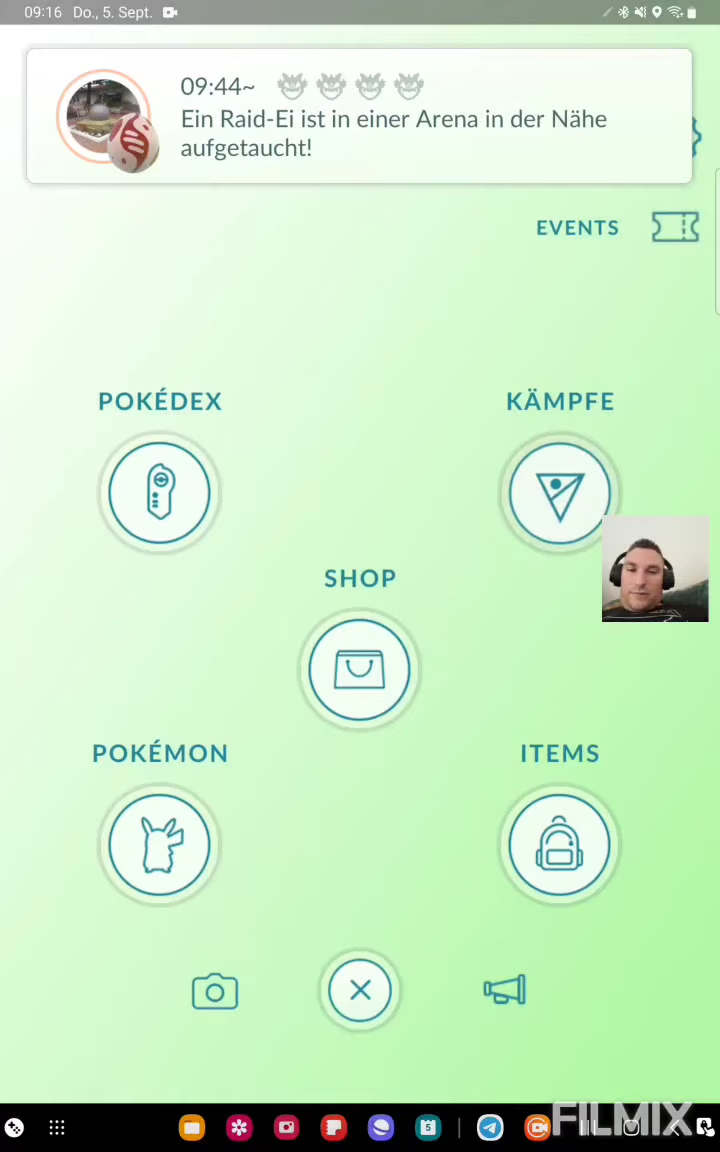 09:16 Do., 5. Sept.
09:44~
Ein Raid-Ei ist in einer Arena in der Nähe
aufgetaucht!
EVENTS
POKÉDEX
KÄMPFE
SHOP
POKÉMON
ITEMS
5
FILMIX